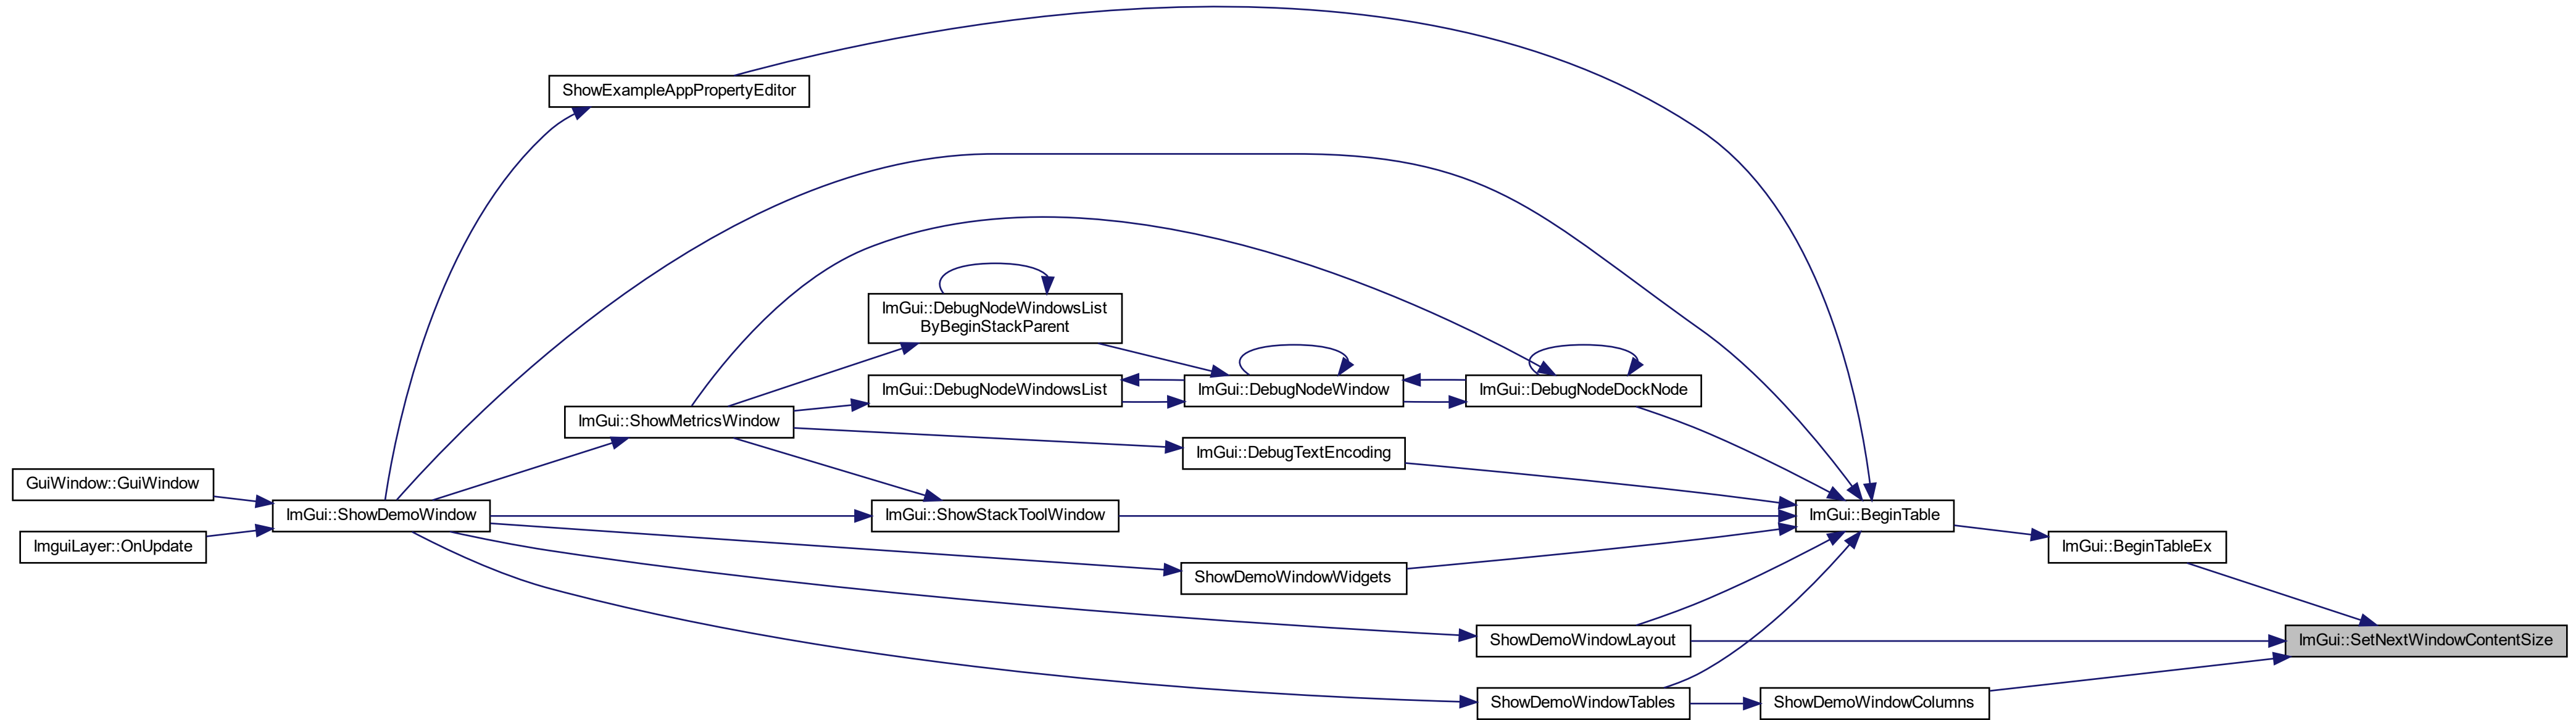 ShowExampleAppPropertyEditor
ImGui::DebugNodeWindowsList
ByBeginStackParent
ImGui::DebugNodeWindowsList
ImGui::DebugNodeWindow
ImGui::DebugNodeDockNode
ImGui::ShowMetricsWindow
ImGui::DebugTextEncoding
GuiWindow::GuiWindow
ImGui::ShowDemoWindow
ImGui::ShowStackToolWindow
ImGui::BeginTable
ImguiLayer::OnUpdate
ImGui::BeginTableEx
ShowDemoWindowWidgets
ShowDemoWindowLayout
ImGui::SetNextWindowContentSize
ShowDemoWindowTables
ShowDemoWindowColumns